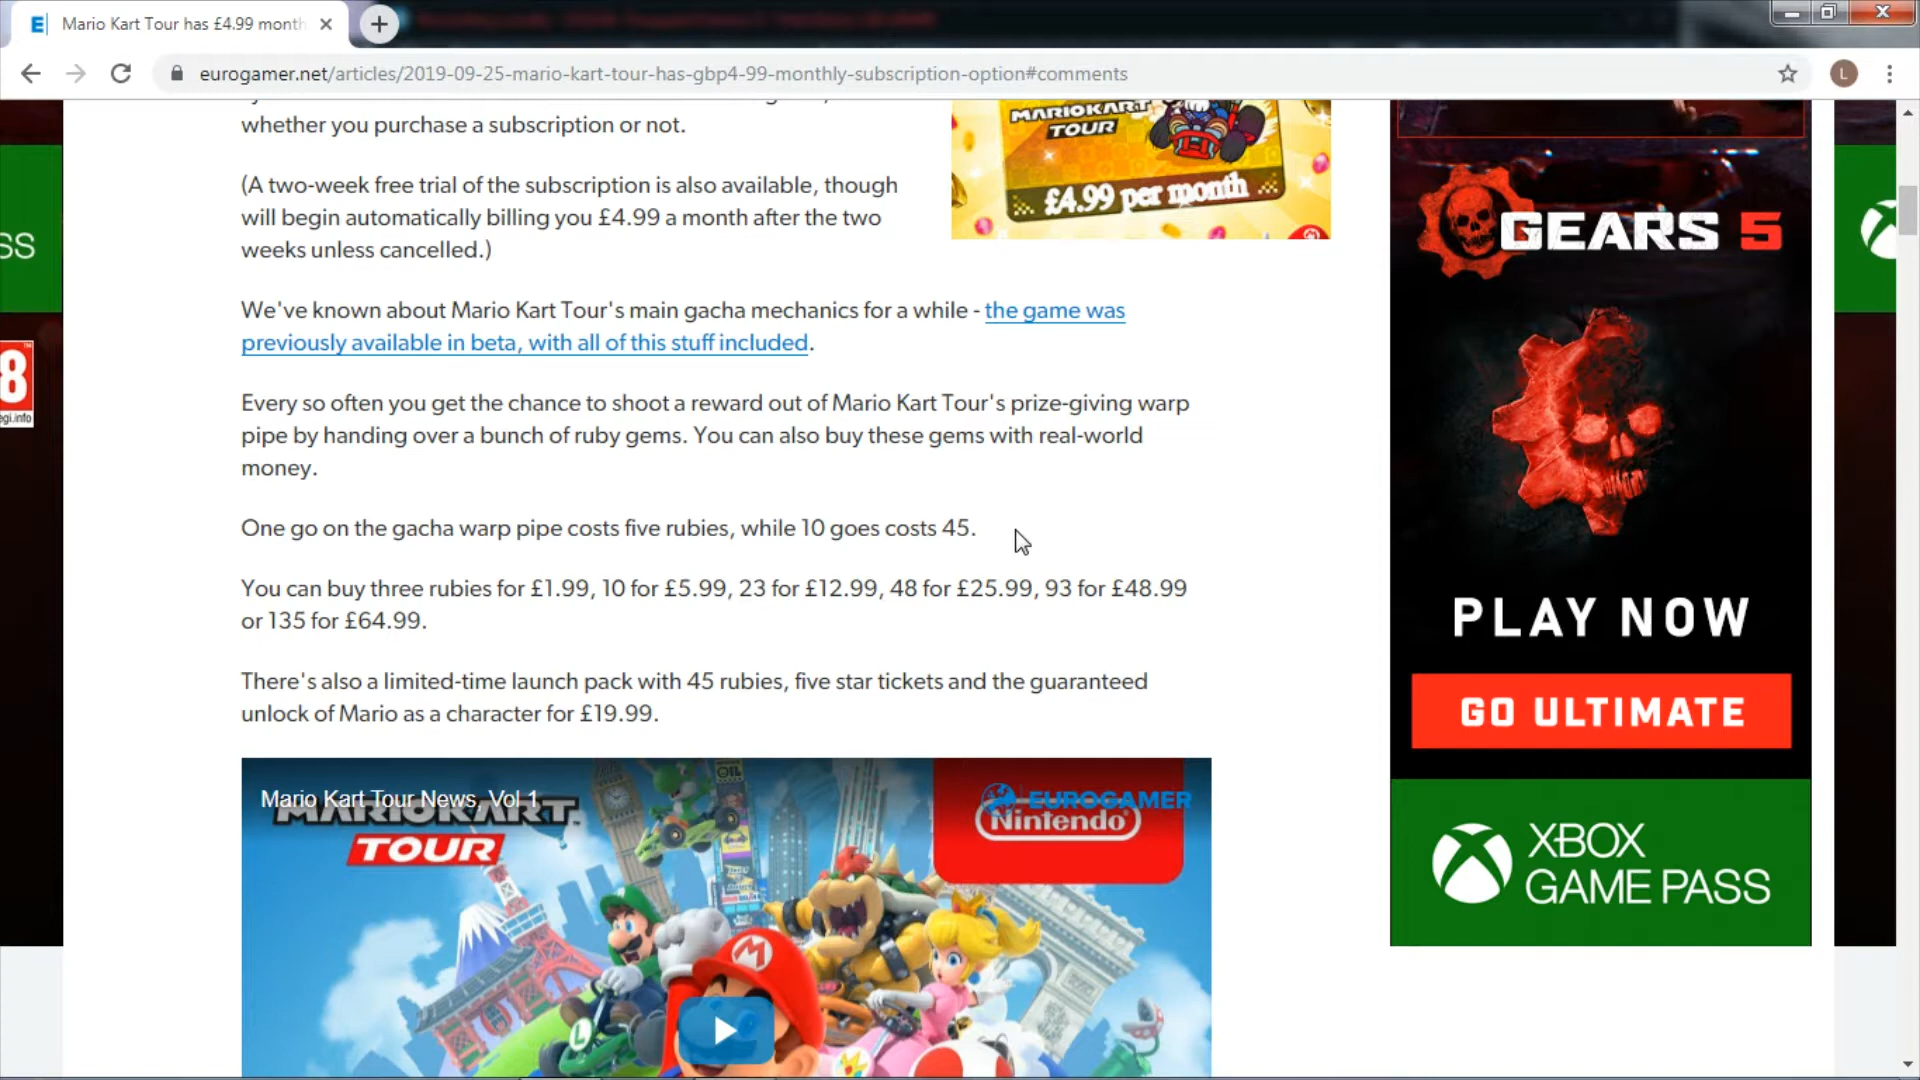 Mario Kart Tour has £4.99 month
eurogamer.net/articles/2019-09-25-mario-kart-tour-has-gbp4-99-monthly-subscription-option#comments
L
whether you purchase a subscription or not.
(A two-week free trial of the subscription is also available, though
will begin automatically billing you £4.99 a month after the two
weeks unless cancelled.)
MARIOKART
TOUR
£4.99 per month
We've known about Mario Kart Tour's main gacha mechanics for a while - the game was
previously available in beta, with all of this stuff included.
Every so often you get the chance to shoot a reward out of Mario Kart Tour's prize-giving warp
pipe by handing over a bunch of ruby gems. You can also buy these gems with real-world
money.
One go on the gacha warp pipe costs five rubies, while 10 goes costs 45.
You can buy three rubies for £1.99, 10 for £5.99, 23 for £12.99, 48 for £25.99, 93 for £48.99
or 135 for £64.99.
There's also a limited-time launch pack with 45 rubies, five star tickets and the guaranteed
unlock of Mario as a character for £19.99.
Mario Kart Tour News, Vol 1
MARIOKART
TOUR
EUROGAMER
Nintendo
OIL
M
L
SS
8
egi.info
GEARS 5
PLAY NOW
GO ULTIMATE
XBOX
GAME PASS